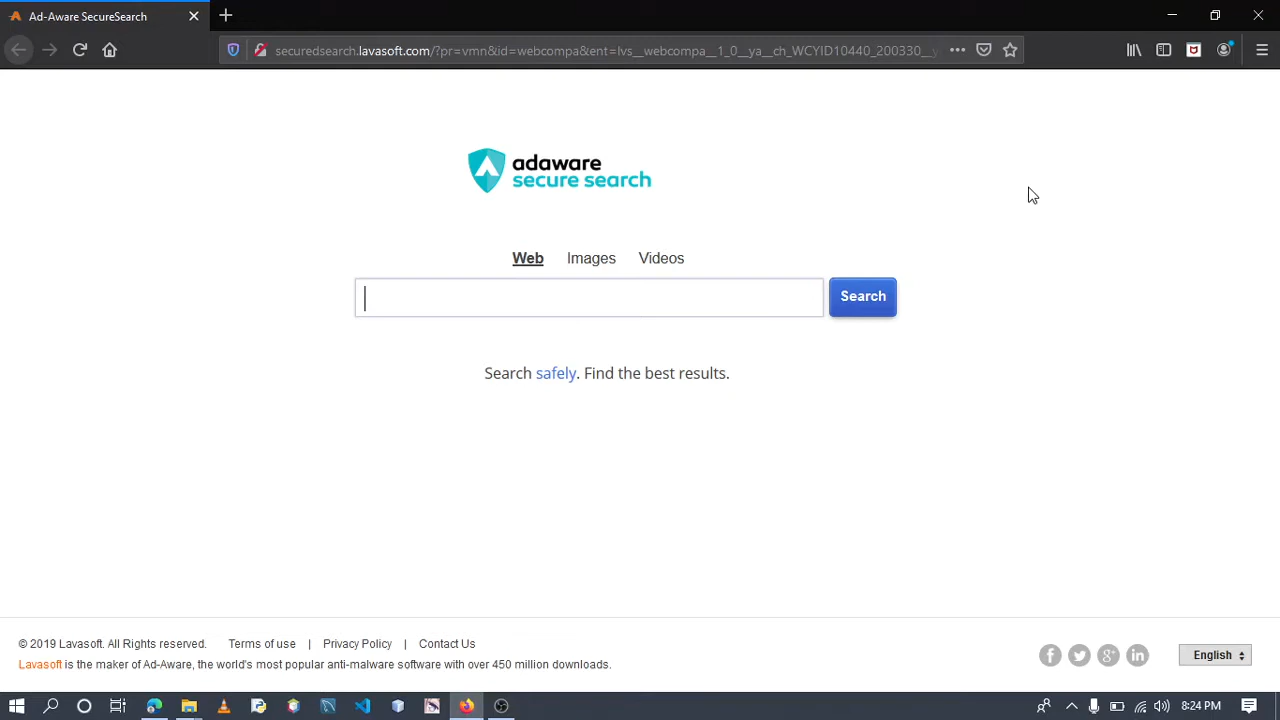 Ad-Aware SecureSearch
securedsearch.lavasoft.com/?pr=vmn&id=webcompa&ent=lvs__webcompa__1_0__ya__ch_WCYID10440_200330__y
adaware
secure search
Web Images Videos
Search
Search safely. Find the best results.
© 2019 Lavasoft. All Rights reserved. Terms of use | Privacy Policy | Contact Us
Lavasoft is the maker of Ad-Aware, the world's most popular anti-malware software with over 450 million downloads.
English
8:24 PM